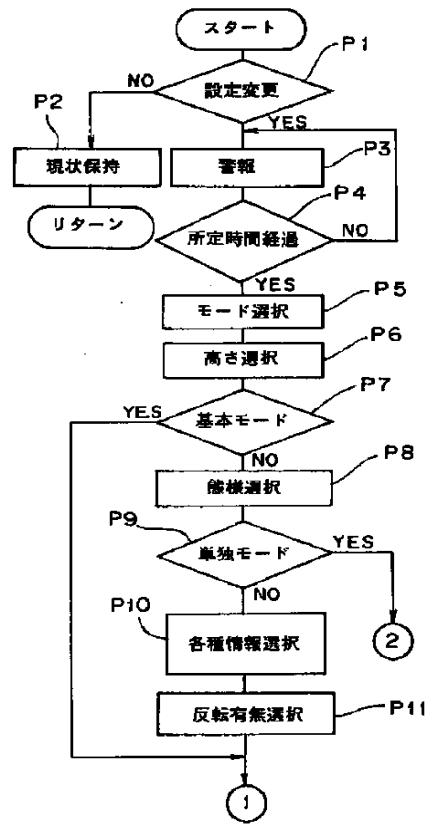 スタート
P1
設定変更
NO
YES
P2
現状保持
リターン
P3
警報
P4
所定時間経過
NO
YES
P5
モード選択
P6
高さ選択
P7
基本モード
YES
NO
P8
態様選択
P9
単独モード
YES
NO
2
P10
各種情報選択
P11
反転有無選択
1